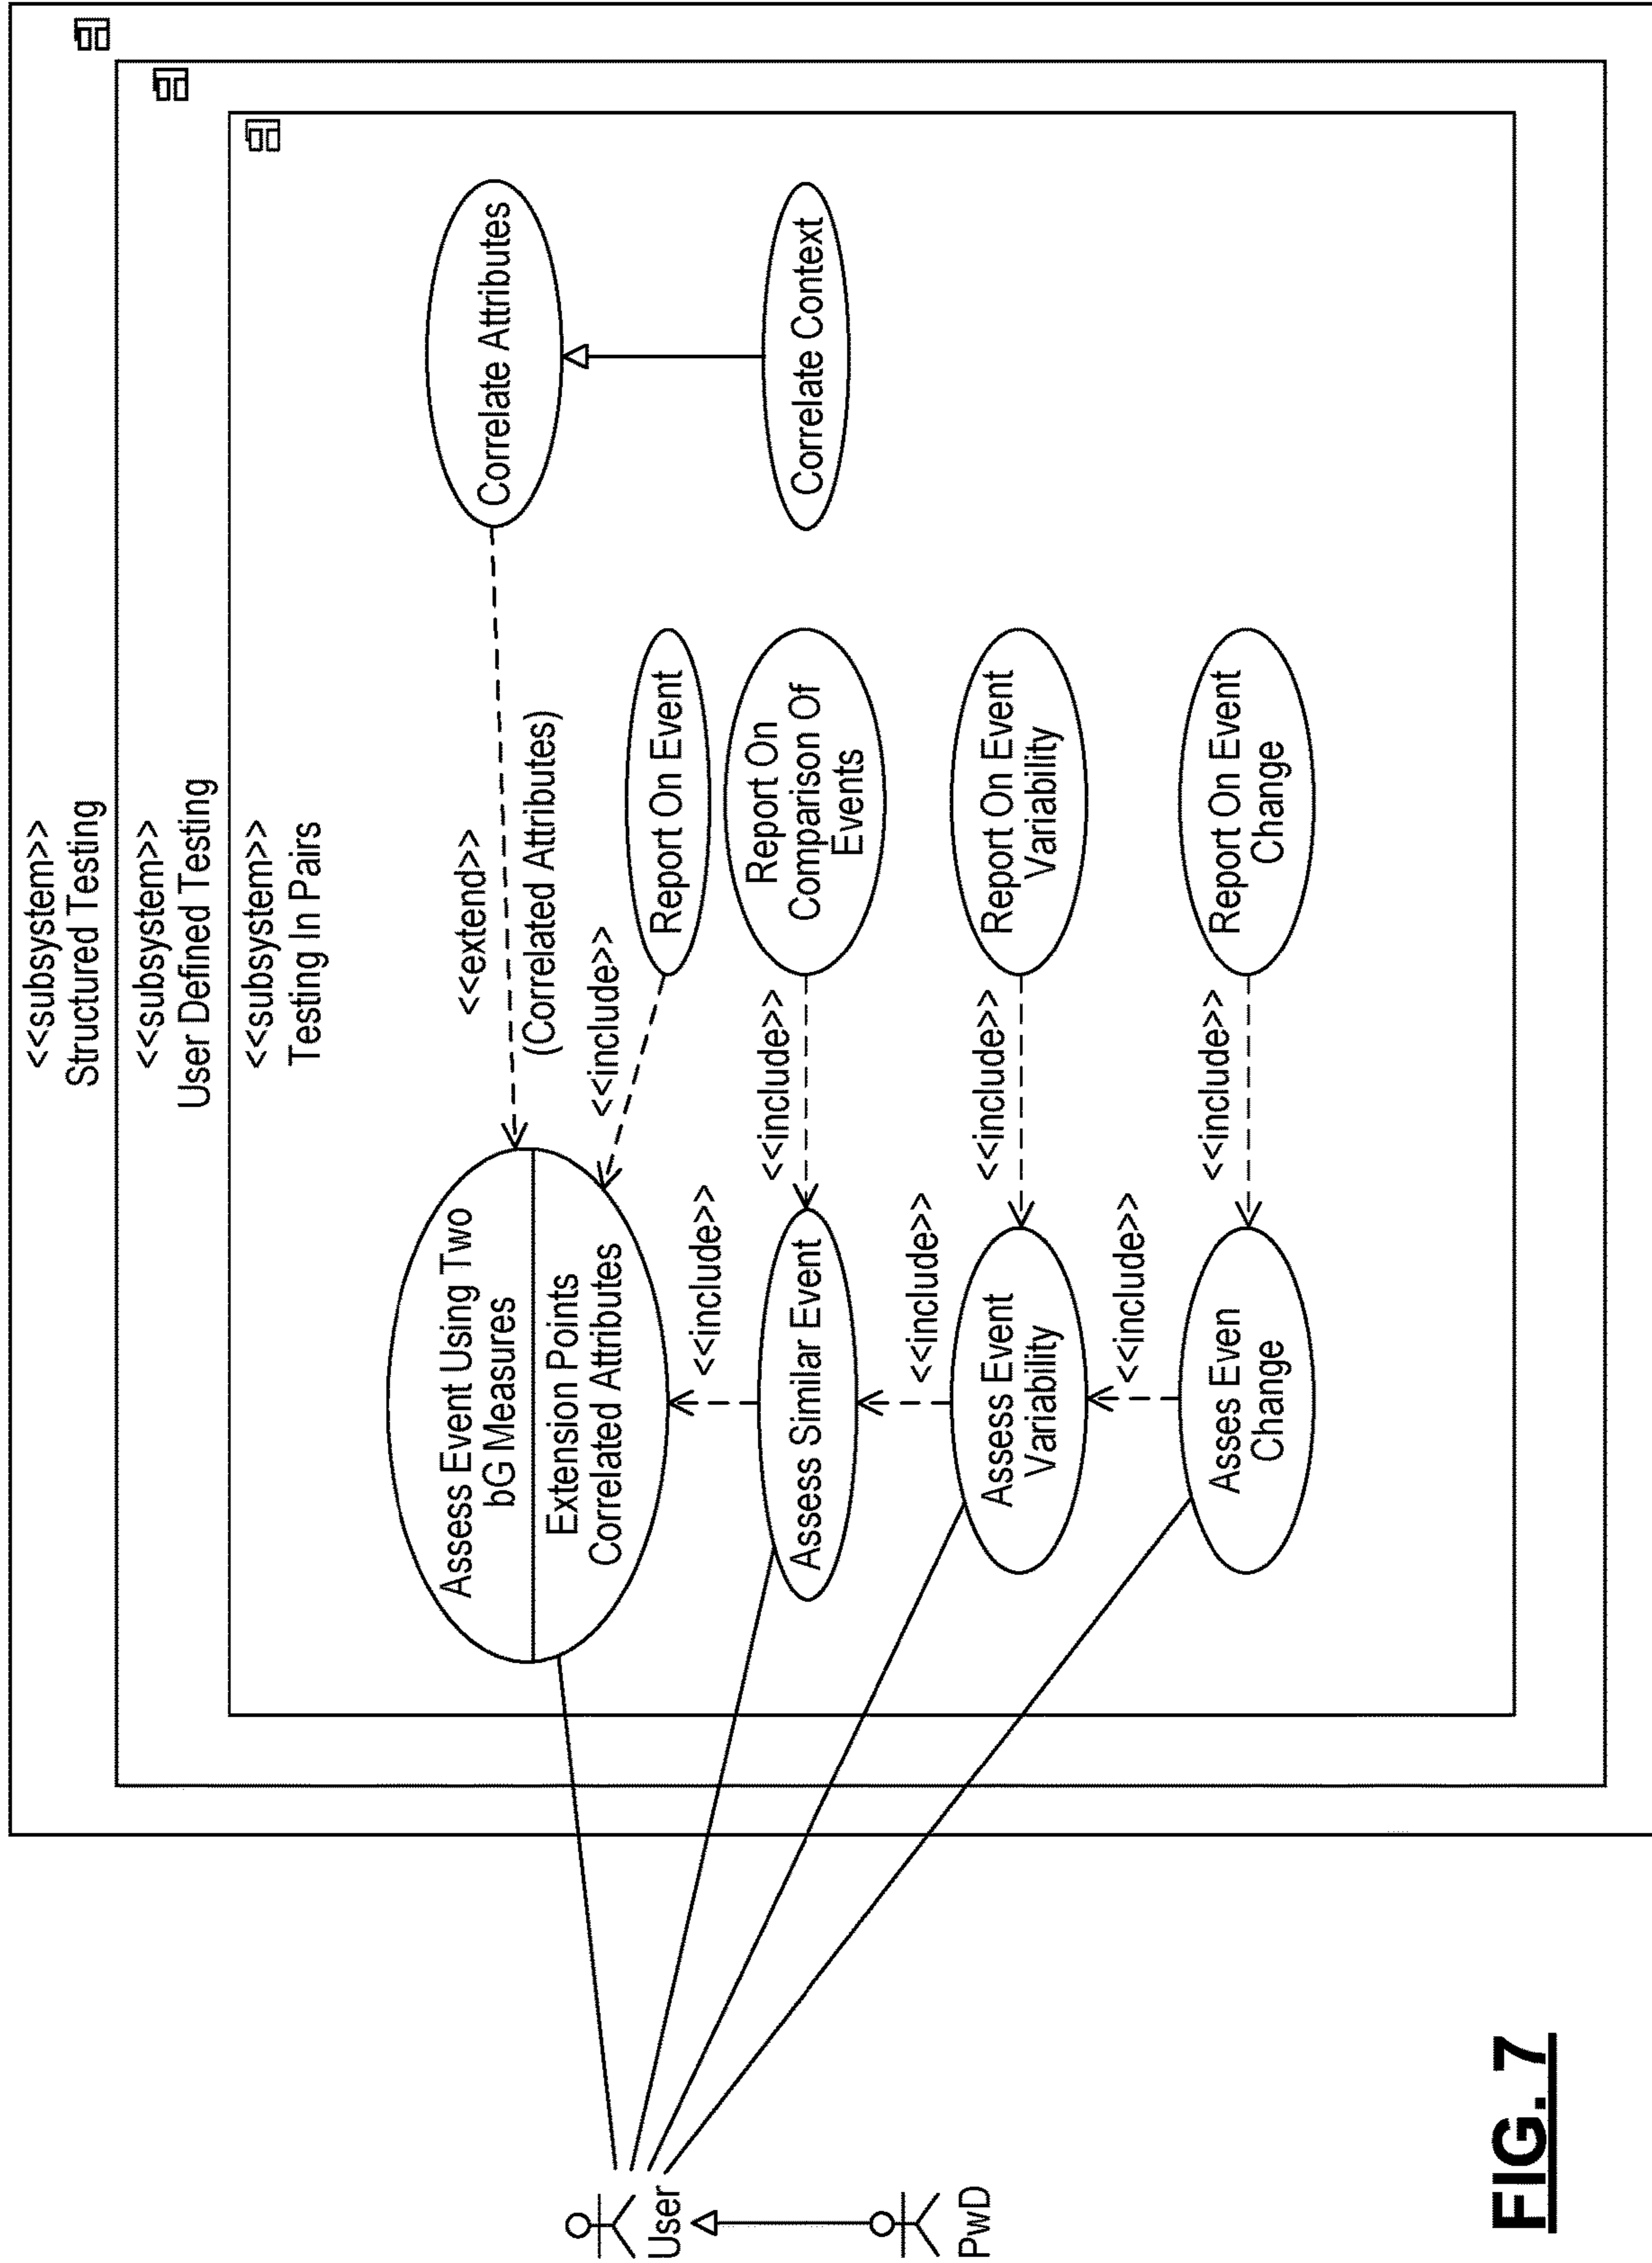 <<subsystem>>
Structured Testing
<<subsystem>>
User Defined Testing
<<subsystem>>
Testing In Pairs
Assess Event Using Two
bG Measures
Extension Points
Correlated Attributes
<<extend>>
(Correlated Attributes)
Correlate Attributes
<<include>>
Report On Event
<<include>>
Assess Similar Event
<<include>>
Report On
Comparison Of
Events
Correlate Context
<<include>>
Assess Event
Variability
<<include>>
Report On Event
Variability
<<include>>
Asses Even
Change
<<include>>
Report On Event
Change
User
PwD
FIG. 7